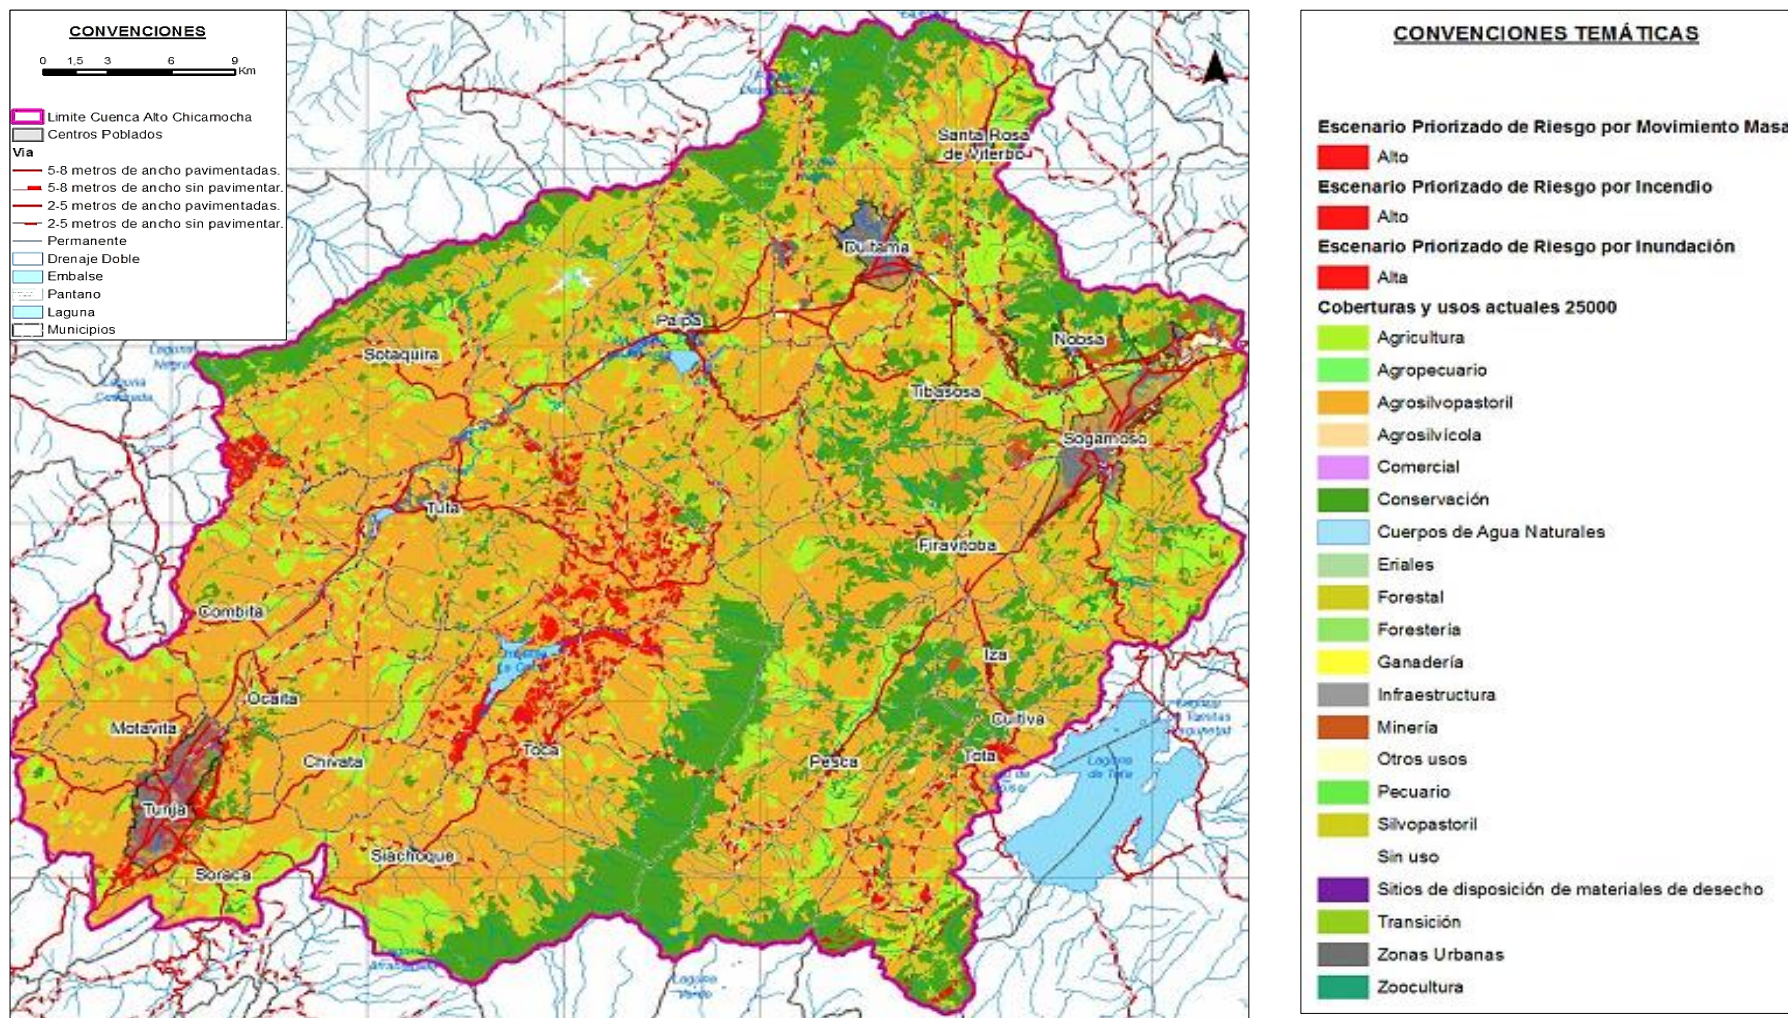 CONVENCIONES
0 1,5 3 6 9
Km
Limite Cuenca Alto Chicamocha
Centros Poblados
Via
5-8 metros de ancho pavimentadas.
5-8 metros de ancho sin pavimentar.
2-5 metros de ancho pavimentadas.
2-5 metros de ancho sin pavimentar.
Permanente
Drenaje Doble
Embalse
Pantano
Laguna
Municipios
Santa Rosa
de Viterbo
Duitama
Paipa
Nobsa
Sotaquira
Laguna
Tibasosa
Sogamoso
Tuta
Firavitoba
Combita
Iza
Ocaita
Cuitiva
Motavita
Toca
Tota
Chivata
Pesca
Laguna
de Tota
Tunja
Siachoque
Soraca
Laguna
Verde
CONVENCIONES TEMÁTICAS
Escenario Priorizado de Riesgo por Movimiento Masa
Alto
Escenario Priorizado de Riesgo por Incendio
Alto
Escenario Priorizado de Riesgo por Inundación
Alta
Coberturas y usos actuales 25000
Agricultura
Agropecuario
Agrosilvopastoril
Agrosilvícola
Comercial
Conservación
Cuerpos de Agua Naturales
Eriales
Forestal
Forestería
Ganadería
Infraestructura
Minería
Otros usos
Pecuario
Silvopastoril
Sin uso
Sitios de disposición de materiales de desecho
Transición
Zonas Urbanas
Zoocultura